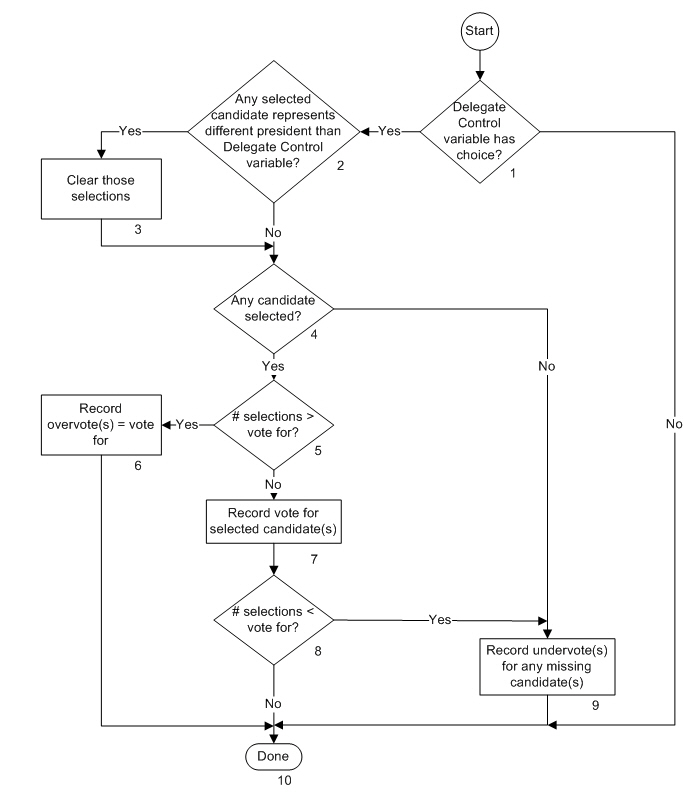 Start
Delegate
Control
variable has
choice?
1
Yes
No
Any selected
candidate represents
different president than
Delegate Control
variable?
2
Yes
Clear those
selections
3
No
Any candidate
selected?
4
No
Yes
# selections >
vote for?
5
Yes
Record
overvote(s) = vote
for
6
No
Record vote for
selected candidate(s)
7
# selections <
vote for?
8
Yes
Record undervote(s)
for any missing
candidate(s)
9
No
Done
10